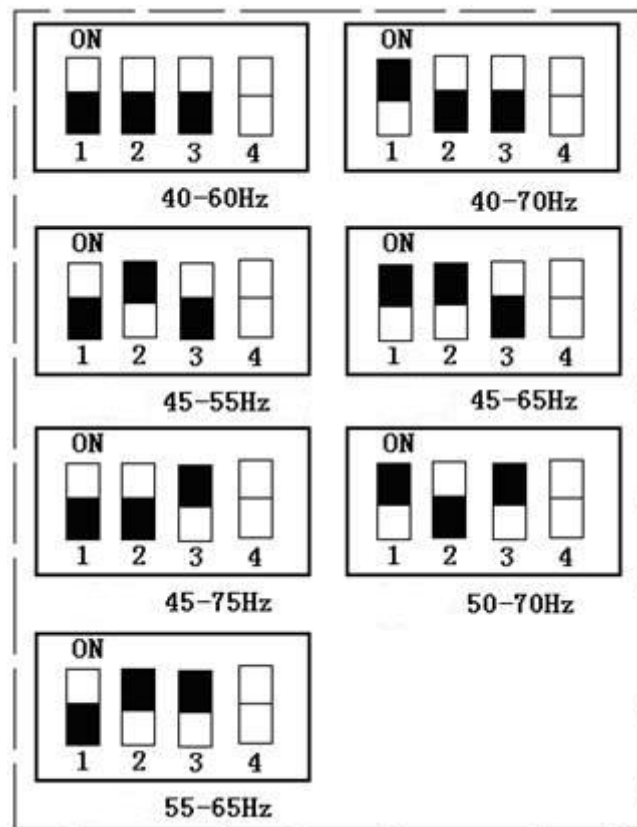 ON
1 2 3 4
40-60Hz
ON
1 2 3 4
40-70Hz
ON
1 2 3 4
45-55Hz
ON
1 2 3 4
45-65Hz
ON
1 2 3 4
45-75Hz
ON
1 2 3 4
50-70Hz
ON
1 2 3 4
55-65Hz